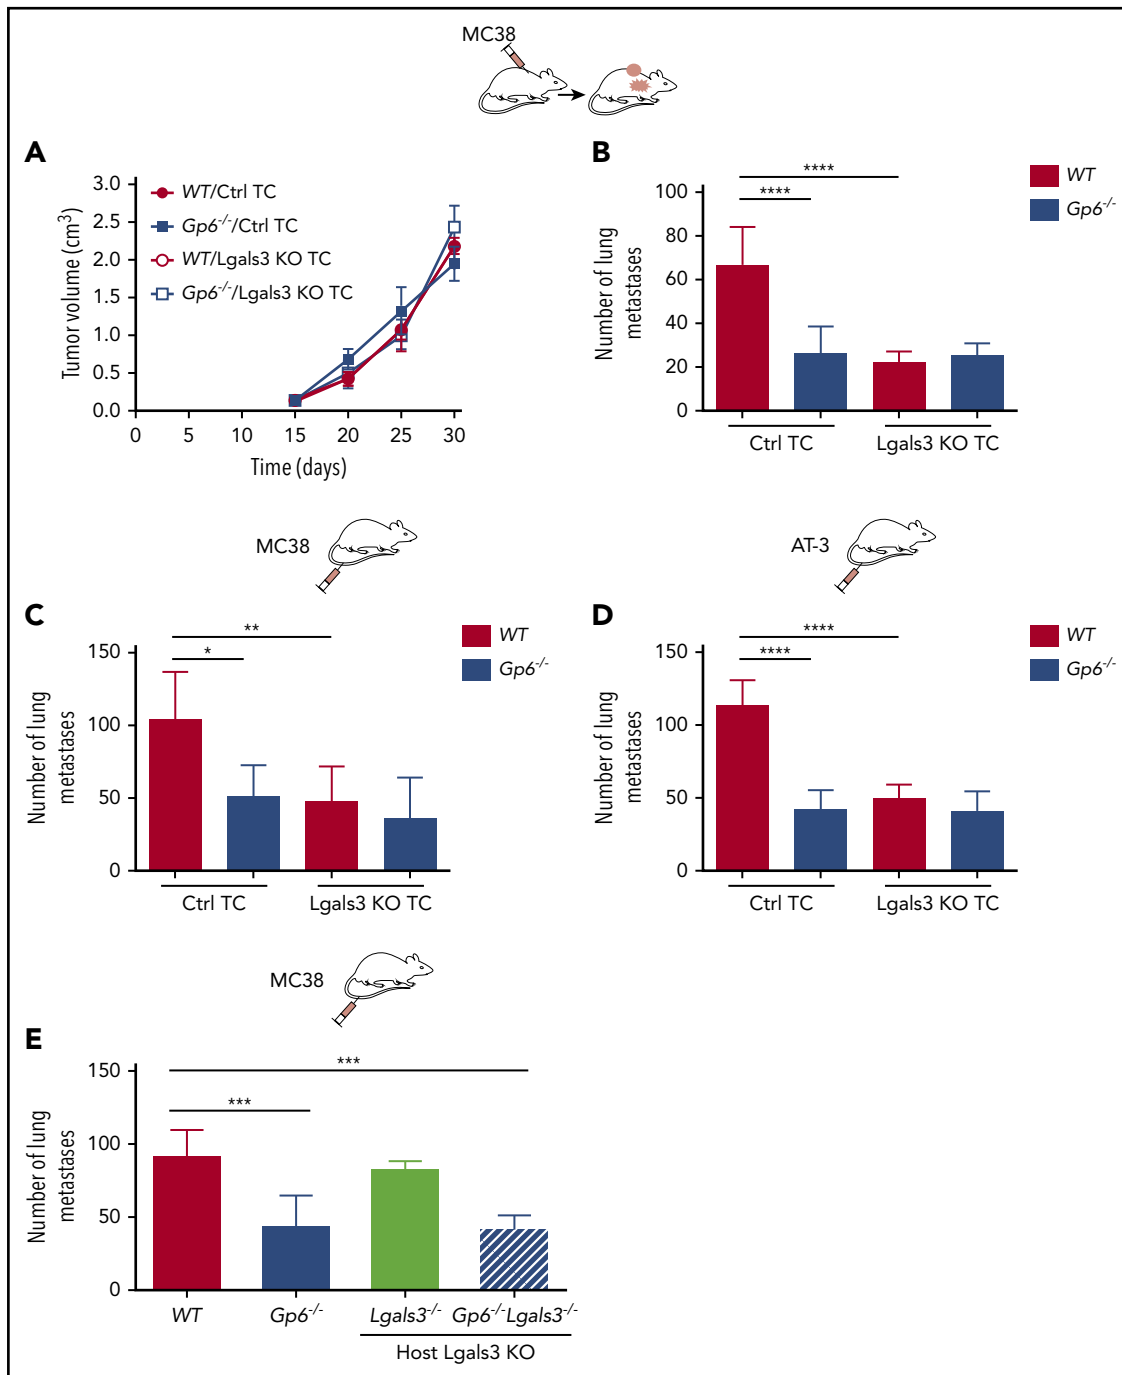 MC38
A
Tumor volume (cm³)
3.0
2.5
2.0
1.5
1.0
0.5
0.0
0 5 10 15 20 25 30
Time (days)
WT/Ctrl TC
Gp6-/-/Ctrl TC
WT/Lgals3 KO TC
Gp6-/-/Lgals3 KO TC
B
Number of lung
metastases
100
80
60
40
20
0
****
****
Ctrl TC Lgals3 KO TC
WT
Gp6-/-
MC38
C
Number of lung
metastases
150
100
50
0
**
*
Ctrl TC Lgals3 KO TC
WT
Gp6-/-
AT-3
D
Number of lung
metastases
150
100
50
0
****
****
Ctrl TC Lgals3 KO TC
WT
Gp6-/-
MC38
E
Number of lung
metastases
150
100
50
0
***
***
WT Gp6-/- Lgals3-/- Gp6-/-Lgals3-/-
Host Lgals3 KO